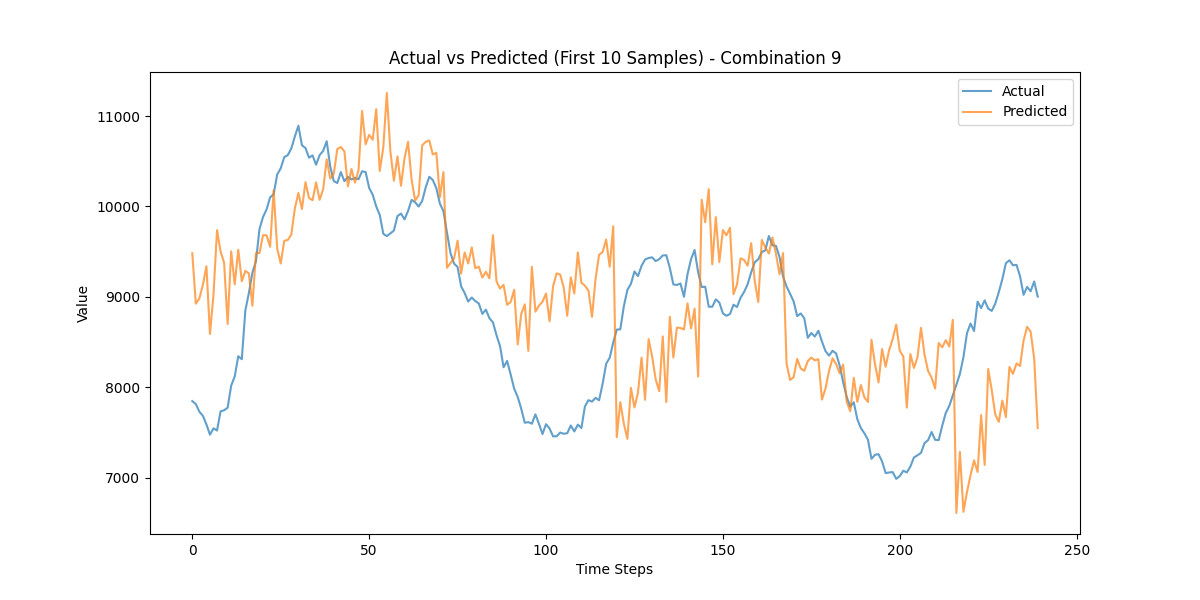 Actual vs Predicted (First 10 Samples) - Combination 9
Actual
Predicted
Value
11000
10000
9000
8000
7000
0
50
100
150
200
250
Time Steps